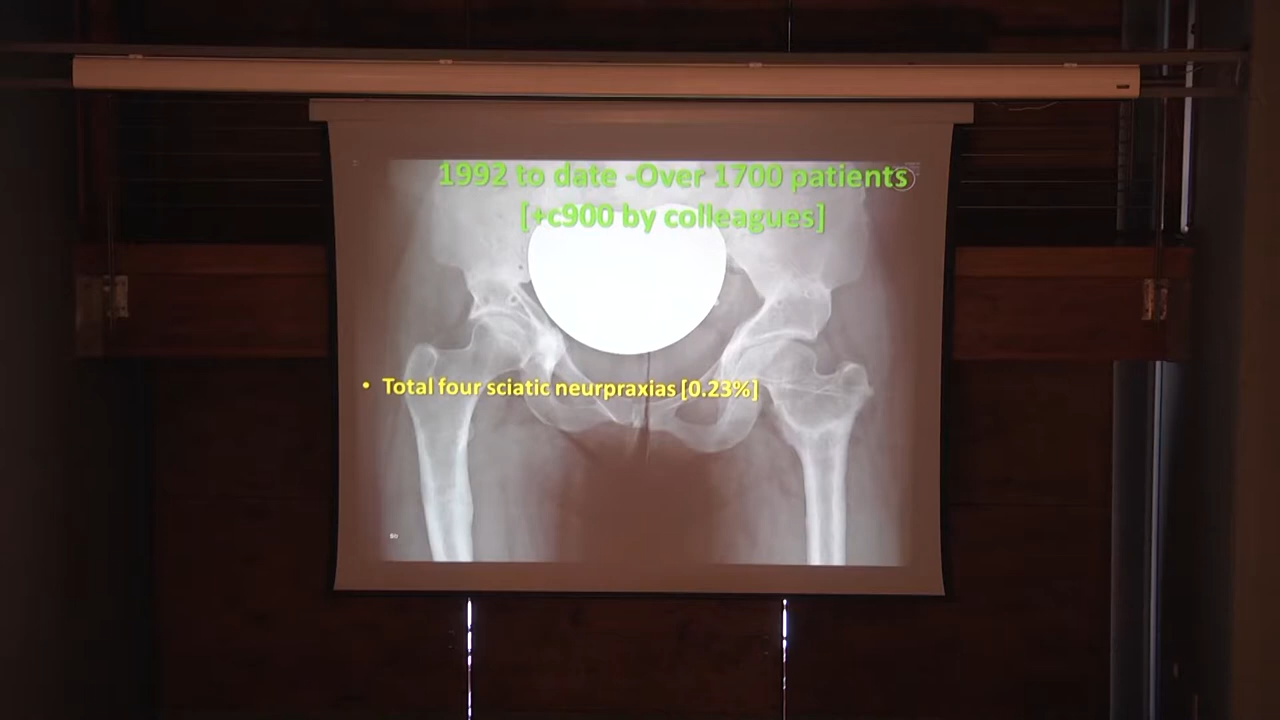 1992 to date -Over 1700 patients
[+c900 by colleagues]
• Total four sciatic neurpraxias [0.23%]